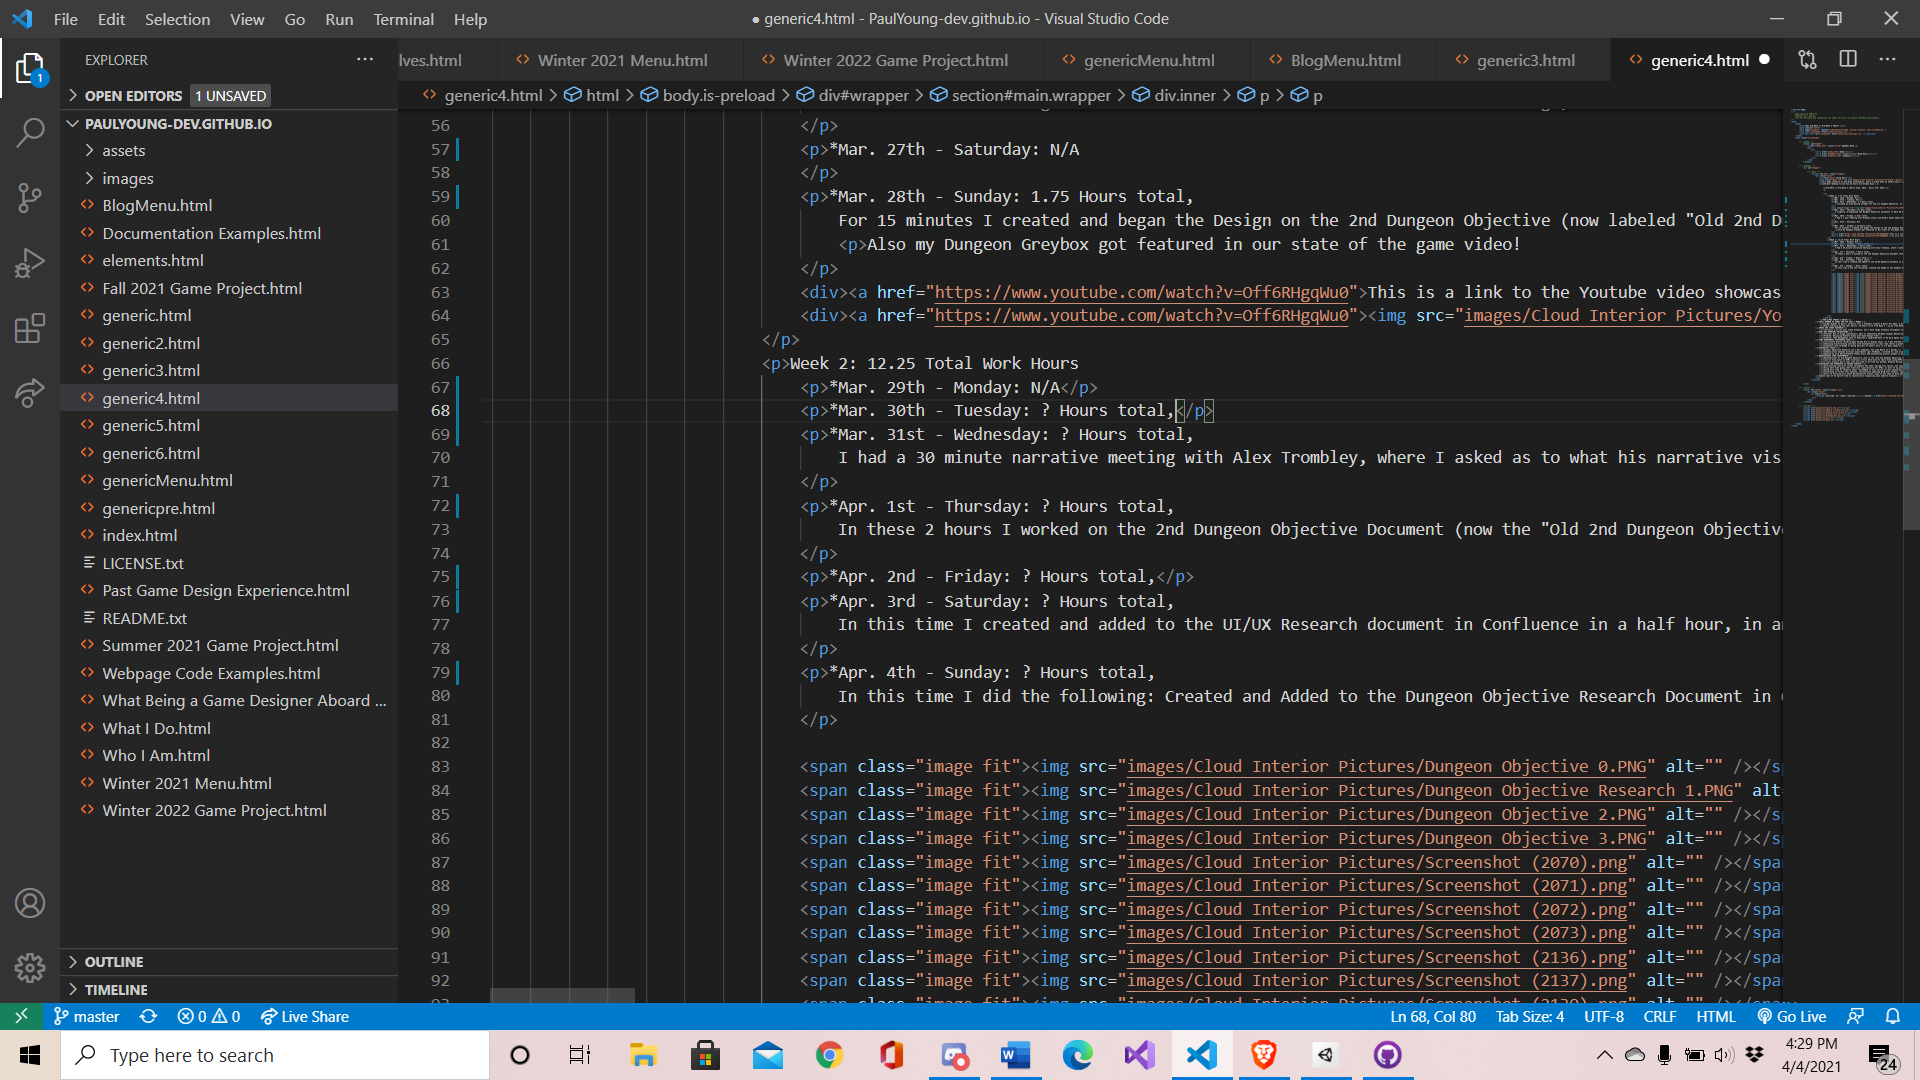 File Edit Selection View Go Run Terminal Help
● generic4.html - PaulYoung-dev.github.io - Visual Studio Code
EXPLORER
lves.html Winter 2021 Menu.html Winter 2022 Game Project.html genericMenu.html BlogMenu.html generic3.html generic4.html
generic4.html > html > body.is-preload > div#wrapper > section#main.wrapper > div.inner > p > p
1
OPEN EDITORS 1 UNSAVED
PAULYOUNG-DEV.GITHUB.IO
assets
images
BlogMenu.html
Documentation Examples.html
elements.html
Fall 2021 Game Project.html
generic.html
generic2.html
generic3.html
generic4.html
generic5.html
generic6.html
genericMenu.html
genericpre.html
index.html
LICENSE.txt
Past Game Design Experience.html
README.txt
Summer 2021 Game Project.html
Webpage Code Examples.html
What Being a Game Designer Aboard ...
What I Do.html
Who I Am.html
Winter 2021 Menu.html
Winter 2022 Game Project.html
OUTLINE
TIMELINE
56 </p>
57 <p>*Mar. 27th - Saturday: N/A
58 </p>
59 <p>*Mar. 28th - Sunday: 1.75 Hours total,
60 For 15 minutes I created and began the Design on the 2nd Dungeon Objective (now labeled "Old 2nd D
61 <p>Also my Dungeon Greybox got featured in our state of the game video!
62 </p>
63 <div><a href="https://www.youtube.com/watch?v=Off6RHgqWu0">This is a link to the Youtube video showcas
64 <div><a href="https://www.youtube.com/watch?v=Off6RHgqWu0"><img src="images/Cloud Interior Pictures/Yo
65 </p>
66 <p>Week 2: 12.25 Total Work Hours
67 <p>*Mar. 29th - Monday: N/A</p>
68 <p>*Mar. 30th - Tuesday: ? Hours total,</p>
69 <p>*Mar. 31st - Wednesday: ? Hours total,
70 I had a 30 minute narrative meeting with Alex Trombley, where I asked as to what his narrative vis
71 </p>
72 <p>*Apr. 1st - Thursday: ? Hours total,
73 In these 2 hours I worked on the 2nd Dungeon Objective Document (now the "Old 2nd Dungeon Objectiv
74 </p>
75 <p>*Apr. 2nd - Friday: ? Hours total,</p>
76 <p>*Apr. 3rd - Saturday: ? Hours total,
77 In this time I created and added to the UI/UX Research document in Confluence in a half hour, in a
78 </p>
79 <p>*Apr. 4th - Sunday: ? Hours total,
80 In this time I did the following: Created and Added to the Dungeon Objective Research Document in
81 </p>
82
83 <span class="image fit"><img src="images/Cloud Interior Pictures/Dungeon Objective 0.PNG" alt="" /></sp
84 <span class="image fit"><img src="images/Cloud Interior Pictures/Dungeon Objective Research 1.PNG" alt
85 <span class="image fit"><img src="images/Cloud Interior Pictures/Dungeon Objective 2.PNG" alt="" /></sp
86 <span class="image fit"><img src="images/Cloud Interior Pictures/Dungeon Objective 3.PNG" alt="" /></sp
87 <span class="image fit"><img src="images/Cloud Interior Pictures/Screenshot (2070).png" alt="" /></span
88 <span class="image fit"><img src="images/Cloud Interior Pictures/Screenshot (2071).png" alt="" /></span
89 <span class="image fit"><img src="images/Cloud Interior Pictures/Screenshot (2072).png" alt="" /></span
90 <span class="image fit"><img src="images/Cloud Interior Pictures/Screenshot (2073).png" alt="" /></span
91 <span class="image fit"><img src="images/Cloud Interior Pictures/Screenshot (2136).png" alt="" /></span
92 <span class="image fit"><img src="images/Cloud Interior Pictures/Screenshot (2137).png" alt="" /></span
master 0 0 Live Share
Ln 68, Col 80 Tab Size: 4 UTF-8 CRLF HTML Go Live
Type here to search
4:29 PM
4/4/2021
24